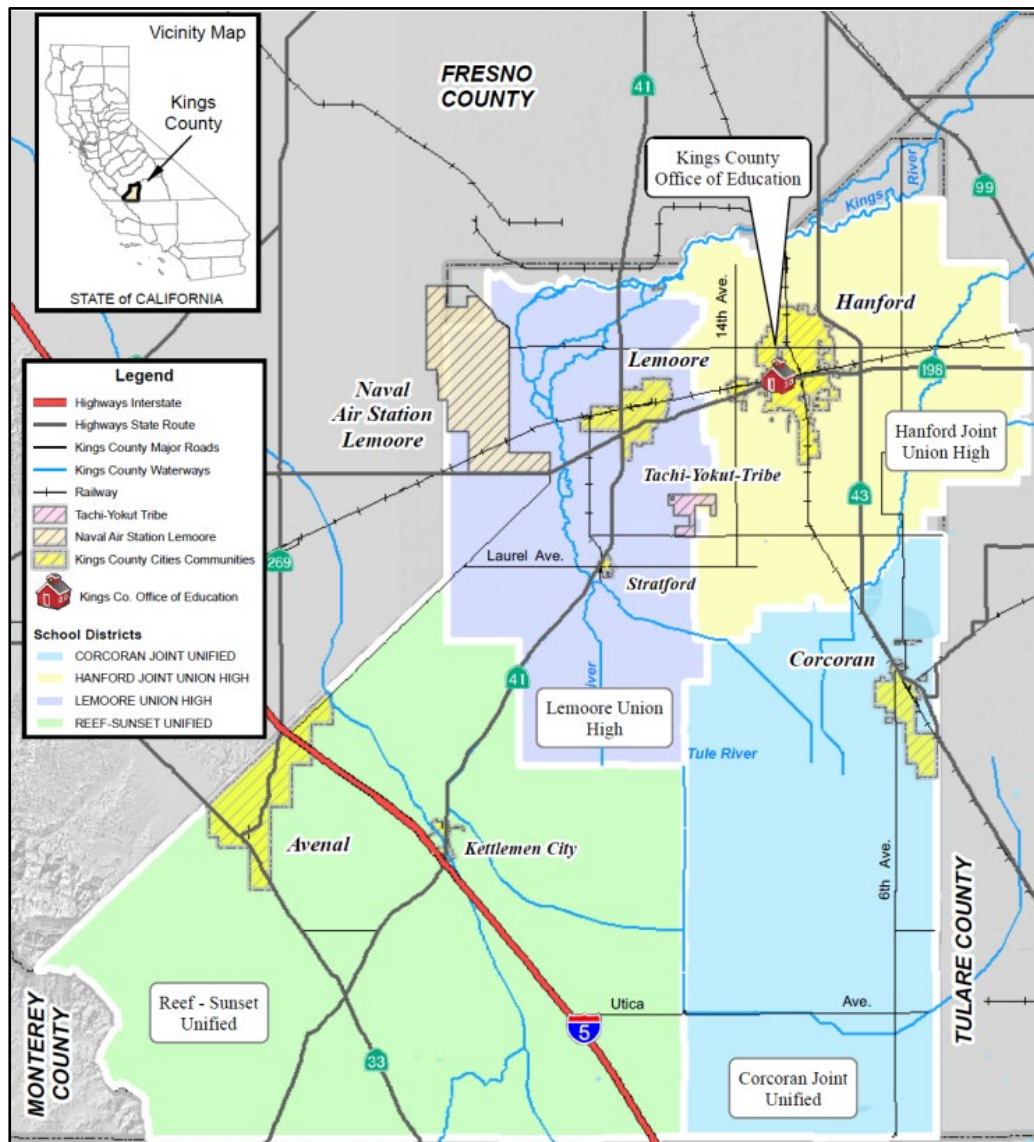 Vicinity Map
Kings
County
STATE of CALIFORNIA
FRESNO
COUNTY
41
Kings County
Office of Education
Kings
River
99
14th Ave.
Hanford
Lemoore
198
Naval
Air Station
Lemoore
Hanford Joint
Union High
Tachi-Yokut-Tribe
43
Legend
Highways Interstate
Highways State Route
Kings County Major Roads
Kings County Waterways
Railway
Tachi-Yokut Tribe
Naval Air Station Lemoore
Kings County Cities Communities
Kings Co. Office of Education
School Districts
CORCORAN JOINT UNIFIED
HANFORD JOINT UNION HIGH
LEMOORE UNION HIGH
REEF-SUNSET UNIFIED
269
Laurel Ave.
Stratford
Corcoran
41
Lemoore Union
High
Tule River
Avenal
Kettlemen City
6th Ave.
TULARE COUNTY
MONTEREY
COUNTY
Reef - Sunset
Unified
Utica
Ave.
5
33
Corcoran Joint
Unified